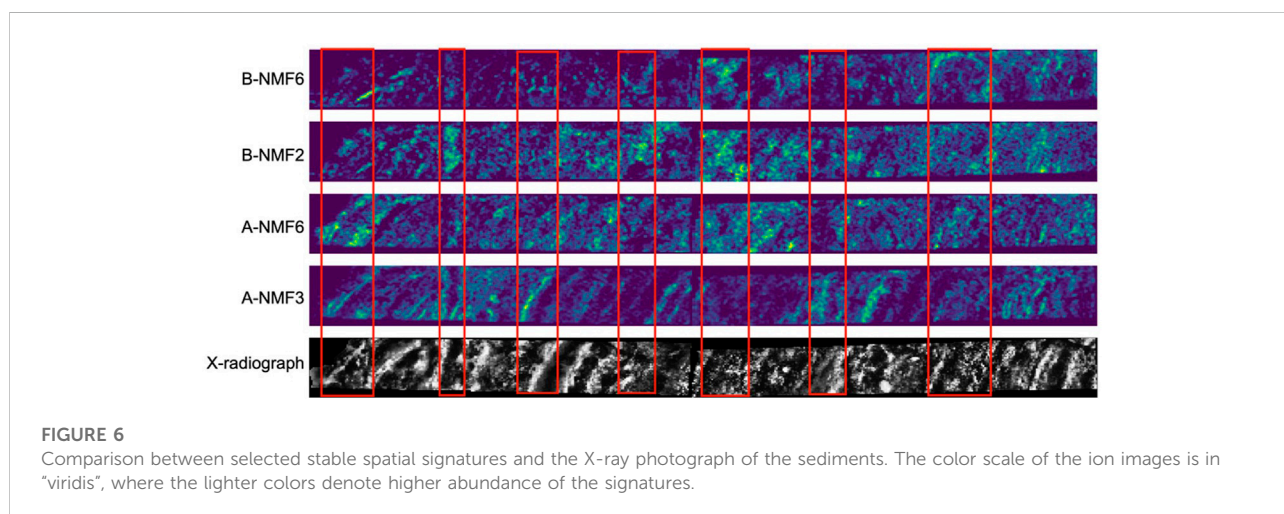 B-NMF6
B-NMF2
A-NMF6
A-NMF3
X-radiograph
FIGURE 6
Comparison between selected stable spatial signatures and the X-ray photograph of the sediments. The color scale of the ion images is in
“viridis”, where the lighter colors denote higher abundance of the signatures.